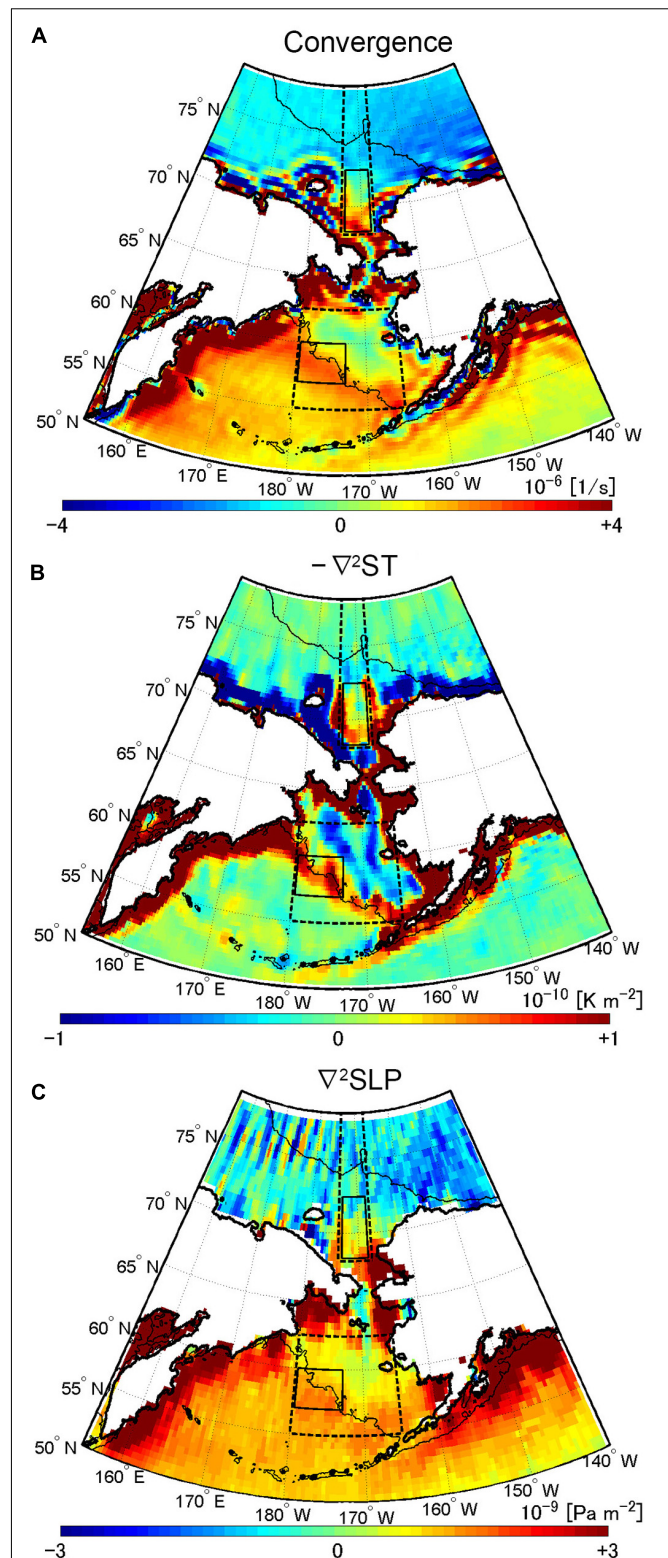 A
Convergence
75° N
70° N
65° N
60° N
55° N
50° N
160° E
170° E
180° W
170° W
160° W
150° W
140° W
10⁻⁶ [1/s]
−4
0
+4
B
− ∇²ST
75° N
70° N
65° N
60° N
55° N
50° N
160° E
170° E
180° W
170° W
160° W
150° W
140° W
10⁻¹⁰ [K m⁻²]
−1
0
+1
C
∇²SLP
75° N
70° N
65° N
60° N
55° N
50° N
160° E
170° E
180° W
170° W
160° W
150° W
140° W
10⁻⁹ [Pa m⁻²]
−3
0
+3